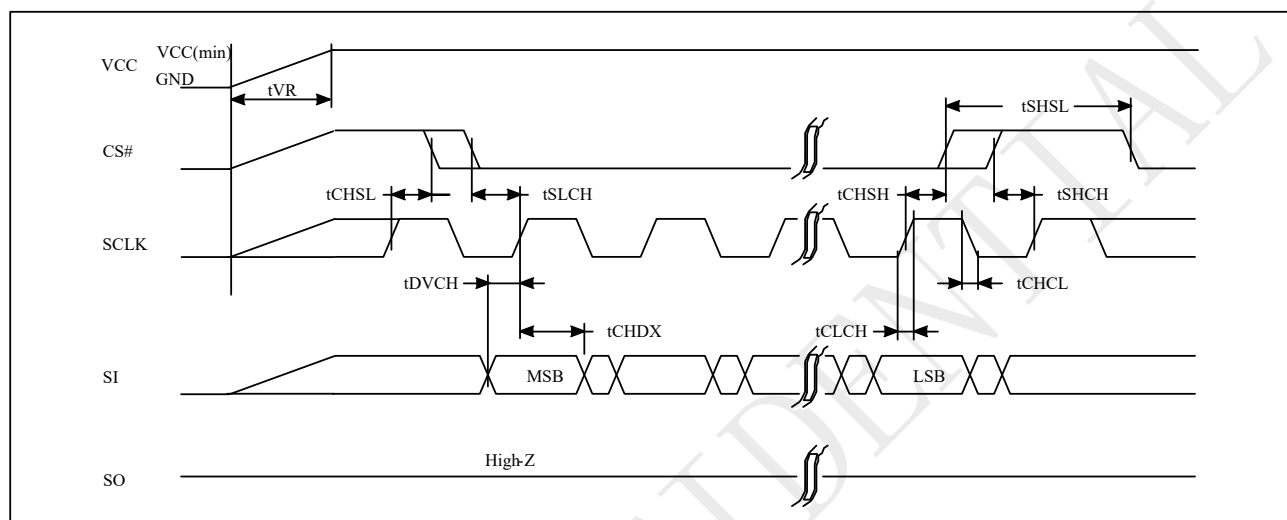 VCC(min)
VCC
GND
tVR
tSHSL
CS#
tCHSL
tSLCH
tCHSH
tSHCH
SCLK
tDVCH
tCHCL
tCHDX
tCLCH
SI
MSB
LSB
High-Z
SO
IDENTIAL